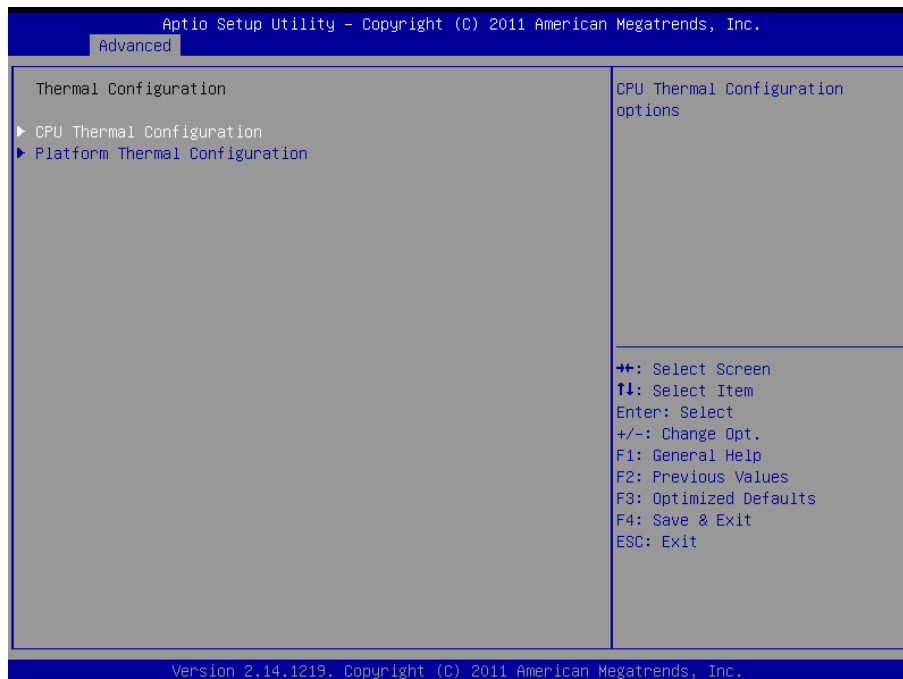 Aptio Setup Utility – Copyright (C) 2011 American Megatrends, Inc.
Advanced
Thermal Configuration
CPU Thermal Configuration
Platform Thermal Configuration
CPU Thermal Configuration
options
→←: Select Screen
↑↓: Select Item
Enter: Select
+/-: Change Opt.
F1: General Help
F2: Previous Values
F3: Optimized Defaults
F4: Save & Exit
ESC: Exit
Version 2.14.1219. Copyright (C) 2011 American Megatrends, Inc.